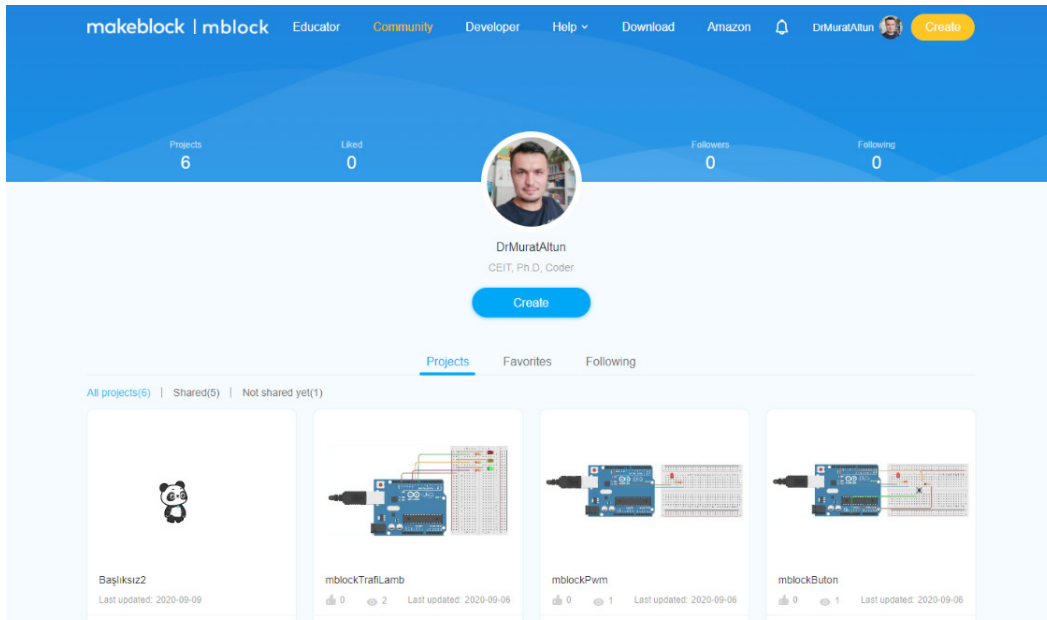 makeblock | mblock Educator Community Developer Help Download Amazon DrMuratAltun Create
Projects Liked Followers Following
6 0 0 0
DrMuratAltun
CEIT, Ph.D, Coder
Create
Projects Favorites Following
All projects(6) | Shared(5) | Not shared yet(1)
Başlıksız2 mblockTrafiLamb mblockPwm mblockButon
Last updated: 2020-09-09 0 2 Last updated: 2020-09-06 0 1 Last updated: 2020-09-06 0 1 Last updated: 2020-09-06